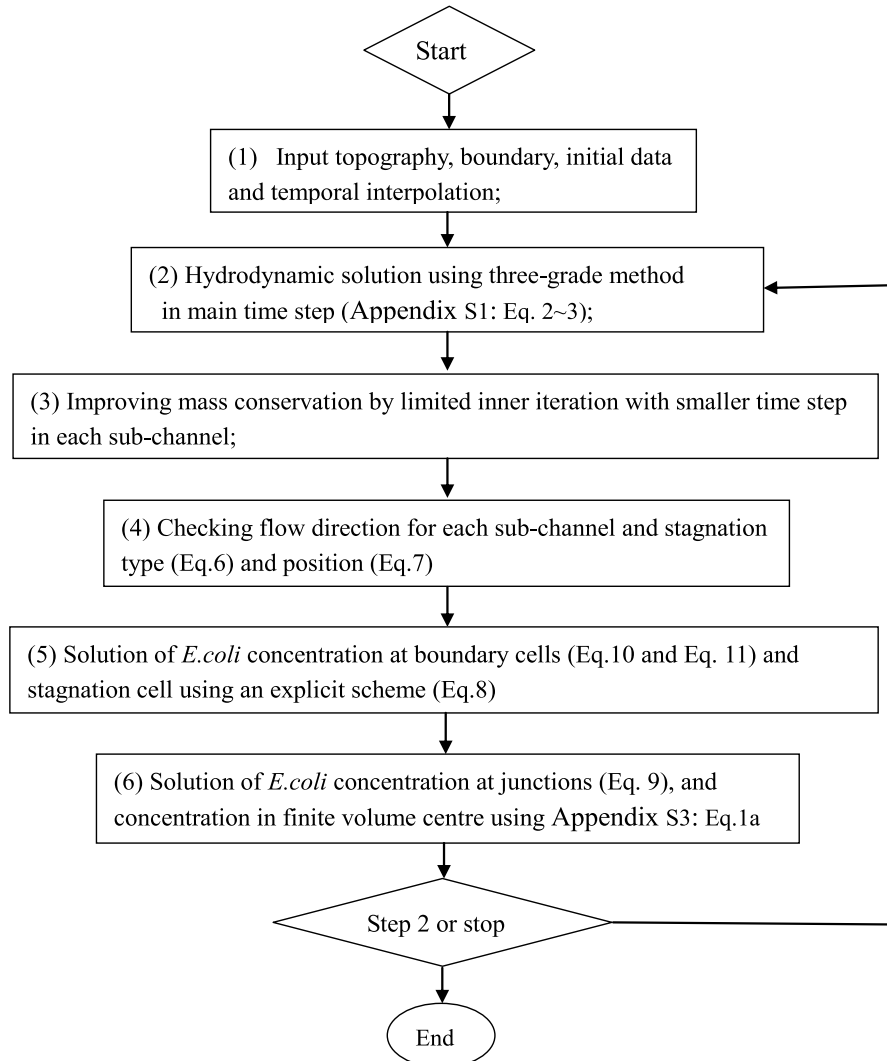 Start
(1) Input topography, boundary, initial data
and temporal interpolation;
(2) Hydrodynamic solution using three-grade method
in main time step (Appendix S1: Eq. 2~3);
(3) Improving mass conservation by limited inner iteration with smaller time step
in each sub-channel;
(4) Checking flow direction for each sub-channel and stagnation
type (Eq.6) and position (Eq.7)
(5) Solution of E.coli concentration at boundary cells (Eq.10 and Eq. 11) and
stagnation cell using an explicit scheme (Eq.8)
(6) Solution of E.coli concentration at junctions (Eq. 9), and
concentration in finite volume centre using Appendix S3: Eq.1a
Step 2 or stop
End